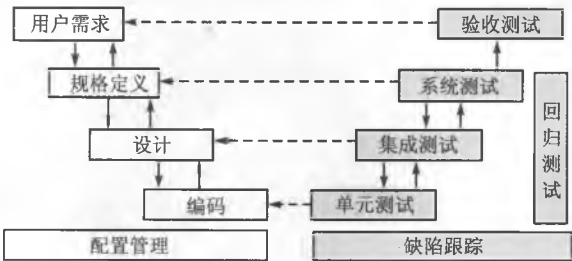 用户需求
验收测试
规格定义
系统测试
设计
集成测试
回归测试
编码
单元测试
配置管理
缺陷跟踪